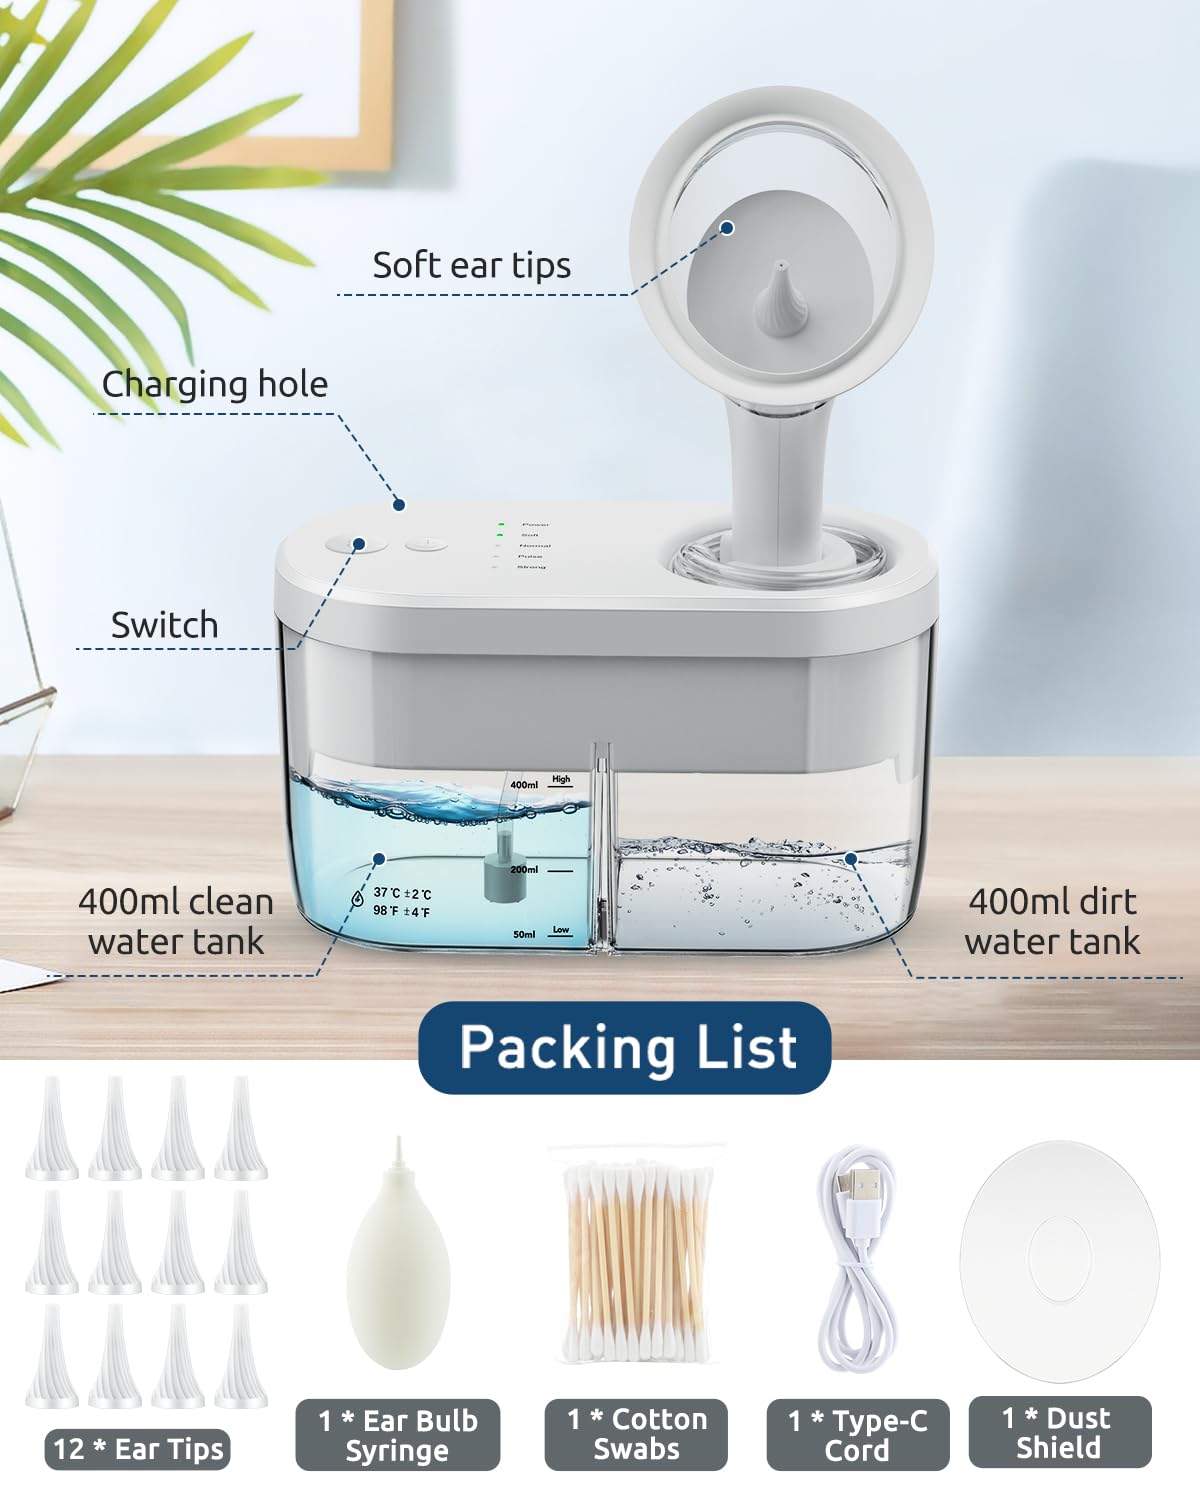 Soft ear tips
Charging hole
Power
Soft
Normal
Pulse
Strong
Switch
400ml High
200ml
37℃ ±2℃
98℉ ±4℉
50ml Low
400ml clean
water tank
400ml dirt
water tank
Packing List
12 * Ear Tips
1 * Ear Bulb
Syringe
1 * Cotton
Swabs
1 * Type-C
Cord
1 * Dust
Shield